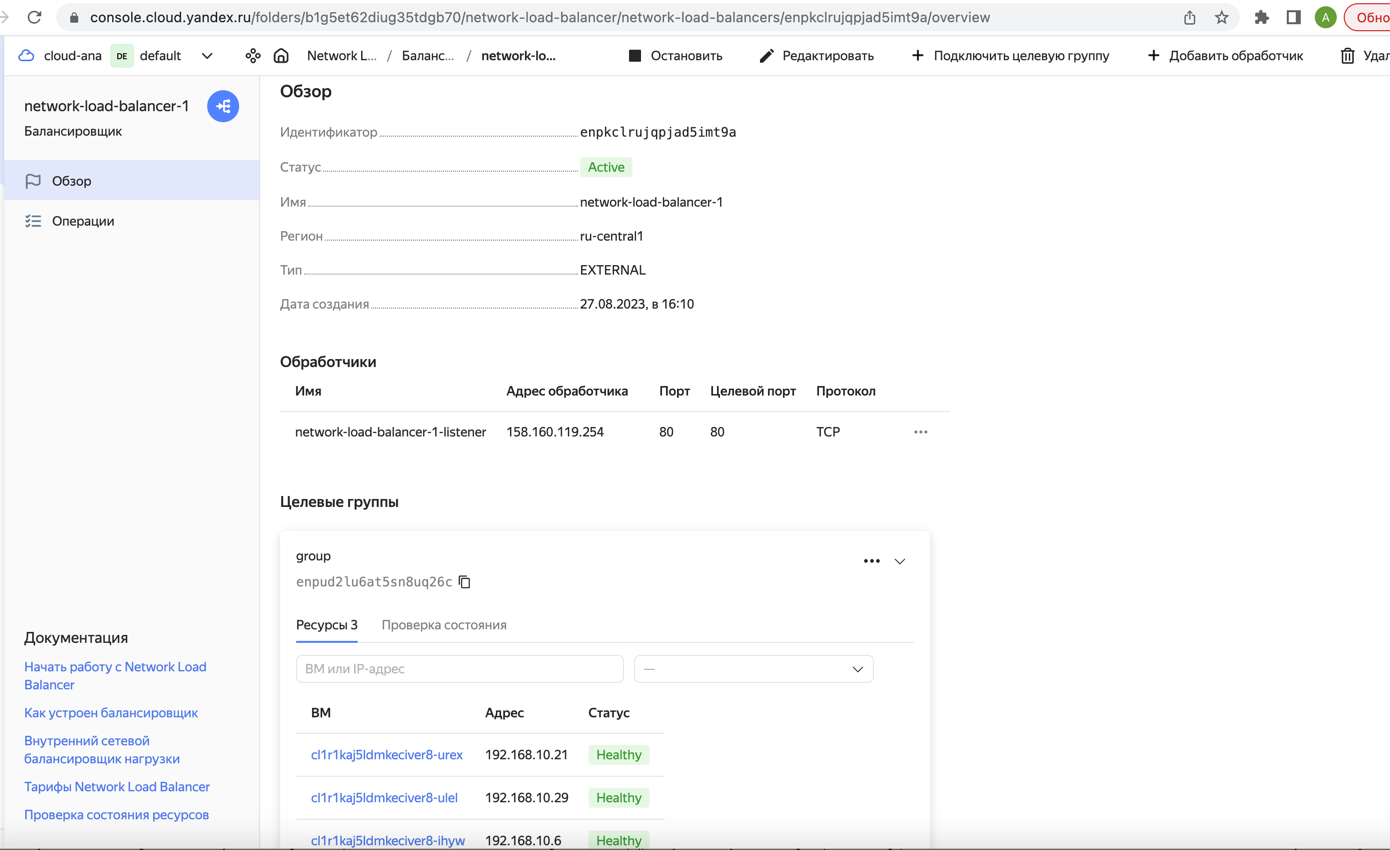 console.cloud.yandex.ru/folders/b1g5et62diug35tdgb70/network-load-balancer/network-load-balancers/enpkclrujqpjad5imt9a/overview
A
Обно
cloud-ana DE default
Network L... / Баланс... / network-lo...
Остановить
Редактировать
+ Подключить целевую группу
+ Добавить обработчик
Удал
network-load-balancer-1
Балансировщик
Обзор
Операции
Документация
Начать работу с Network Load
Balancer
Как устроен балансировщик
Внутренний сетевой
балансировщик нагрузки
Тарифы Network Load Balancer
Проверка состояния ресурсов
Обзор
Идентификатор enpkclrujqpjad5imt9a
Статус Active
Имя network-load-balancer-1
Регион ru-central1
Тип EXTERNAL
Дата создания 27.08.2023, в 16:10
Обработчики
Имя Адрес обработчика Порт Целевой порт Протокол
network-load-balancer-1-listener 158.160.119.254 80 80 TCP
Целевые группы
group
enpud2lu6at5sn8uq26c
Ресурсы 3 Проверка состояния
ВМ или IP-адрес —
ВМ Адрес Статус
cl1r1kaj5ldmkeciver8-urex 192.168.10.21 Healthy
cl1r1kaj5ldmkeciver8-ulel 192.168.10.29 Healthy
cl1r1kaj5ldmkeciver8-ihyw 192.168.10.6 Healthy